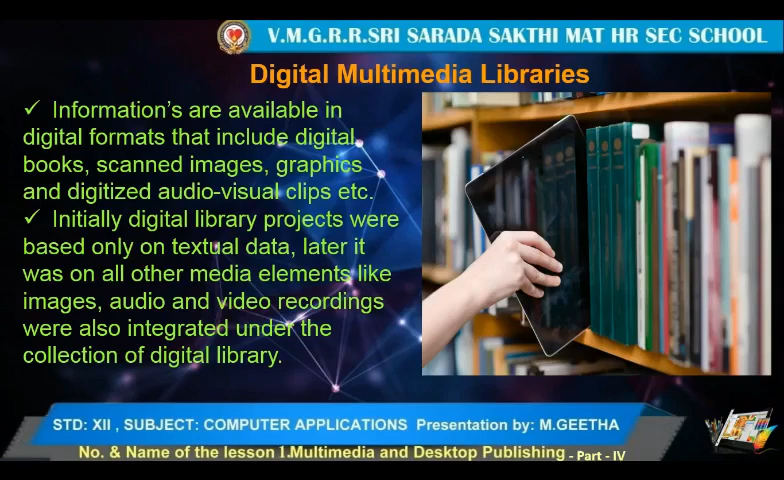 V.M.G.R.R.SRI SARADA SAKTHI MAT HR SEC SCHOOL
Digital Multimedia Libraries
✓ Information’s are available in
digital formats that include digital
books, scanned images, graphics
and digitized audio-visual clips etc.
✓ Initially digital library projects were
based only on textual data, later it
was on all other media elements like
images, audio and video recordings
were also integrated under the
collection of digital library.
STD: XII , SUBJECT: COMPUTER APPLICATIONS Presentation by: M.GEETHA
No. & Name of the lesson 1.Multimedia and Desktop Publishing - Part - IV